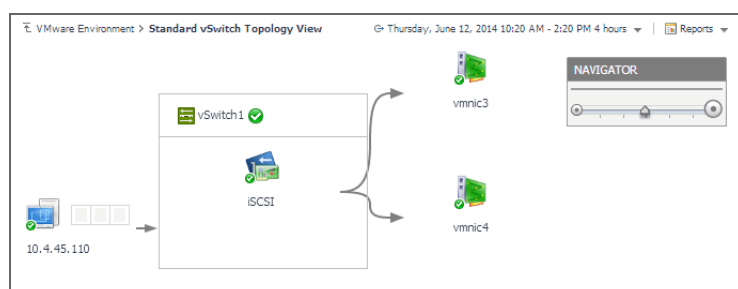 VMware Environment > Standard vSwitch Topology View
Thursday, June 12, 2014 10:20 AM - 2:20 PM 4 hours
Reports
NAVIGATOR
vmnic3
vSwitch1
iSCSI
vmnic4
10.4.45.110